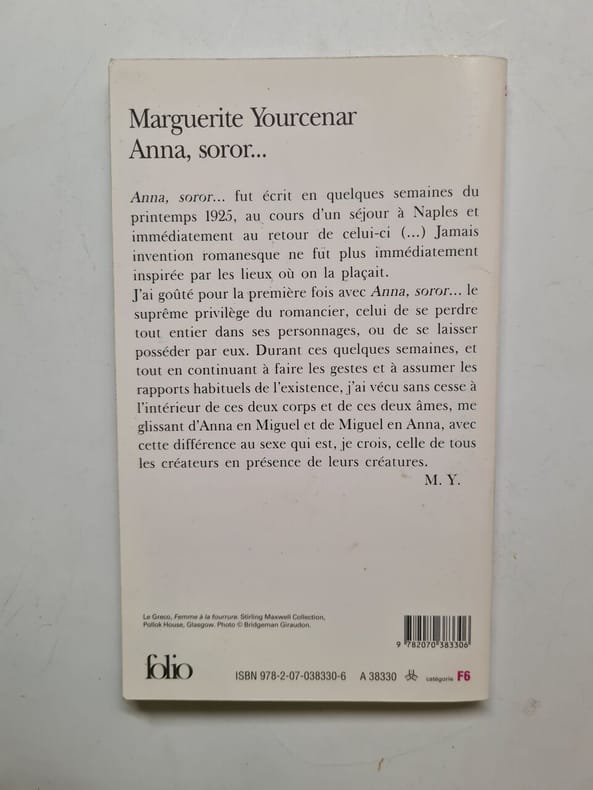 Marguerite Yourcenar
Anna, soror...
Anna, soror... fut écrit en quelques semaines du
printemps 1925, au cours d'un séjour à Naples et
immédiatement au retour de celui-ci (...) Jamais
invention romanesque ne fut plus immédiatement
inspirée par les lieux où on la plaçait.
J'ai goûté pour la première fois avec Anna, soror... le
suprême privilège du romancier, celui de se perdre
tout entier dans ses personnages, ou de se laisser
posséder par eux. Durant ces quelques semaines, et
tout en continuant à faire les gestes et à assumer les
rapports habituels de l'existence, j'ai vécu sans cesse à
l'intérieur de ces deux corps et de ces deux âmes, me
glissant d'Anna en Miguel et de Miguel en Anna, avec
cette différence au sexe qui est, je crois, celle de tous
les créateurs en présence de leurs créatures.
M. Y.
Le Greco, Femme à la fourrure. Stirling Maxwell Collection,
Pollok House, Glasgow. Photo © Bridgeman Giraudon.
9 782070 383306
folio
ISBN 978-2-07-038330-6 A 38330 catégorie F6